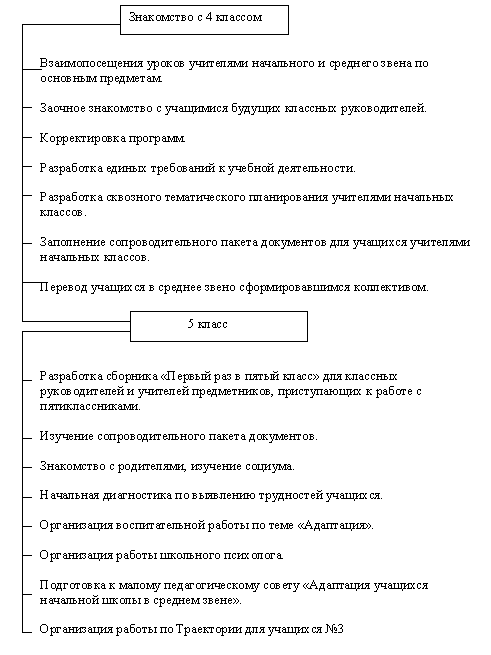 Знакомство с 4 классом
Взаимопосещения уроков учителями начального и среднего звена по
основным предметам.
Заочное знакомство с учащимися будущих классных руководителей.
Корректировка программ.
Разработка единых требований к учебной деятельности.
Разработка сквозного тематического планирования учителями начальных
классов.
Заполнение сопроводительного пакета документов для учащихся учителями
начальных классов.
Перевод учащихся в среднее звено сформировавшимся коллективом.
5 класс
Разработка сборника «Первый раз в пятый класс» для классных
руководителей и учителей предметников, приступающих к работе с
пятиклассниками.
Изучение сопроводительного пакета документов.
Знакомство с родителями, изучение социума.
Начальная диагностика по выявлению трудностей учащихся.
Организация воспитательной работы по теме «Адаптация».
Организация работы школьного психолога.
Подготовка к малому педагогическому совету «Адаптация учащихся
начальной школы в среднем звене».
Организация работы по Траектории для учащихся №3